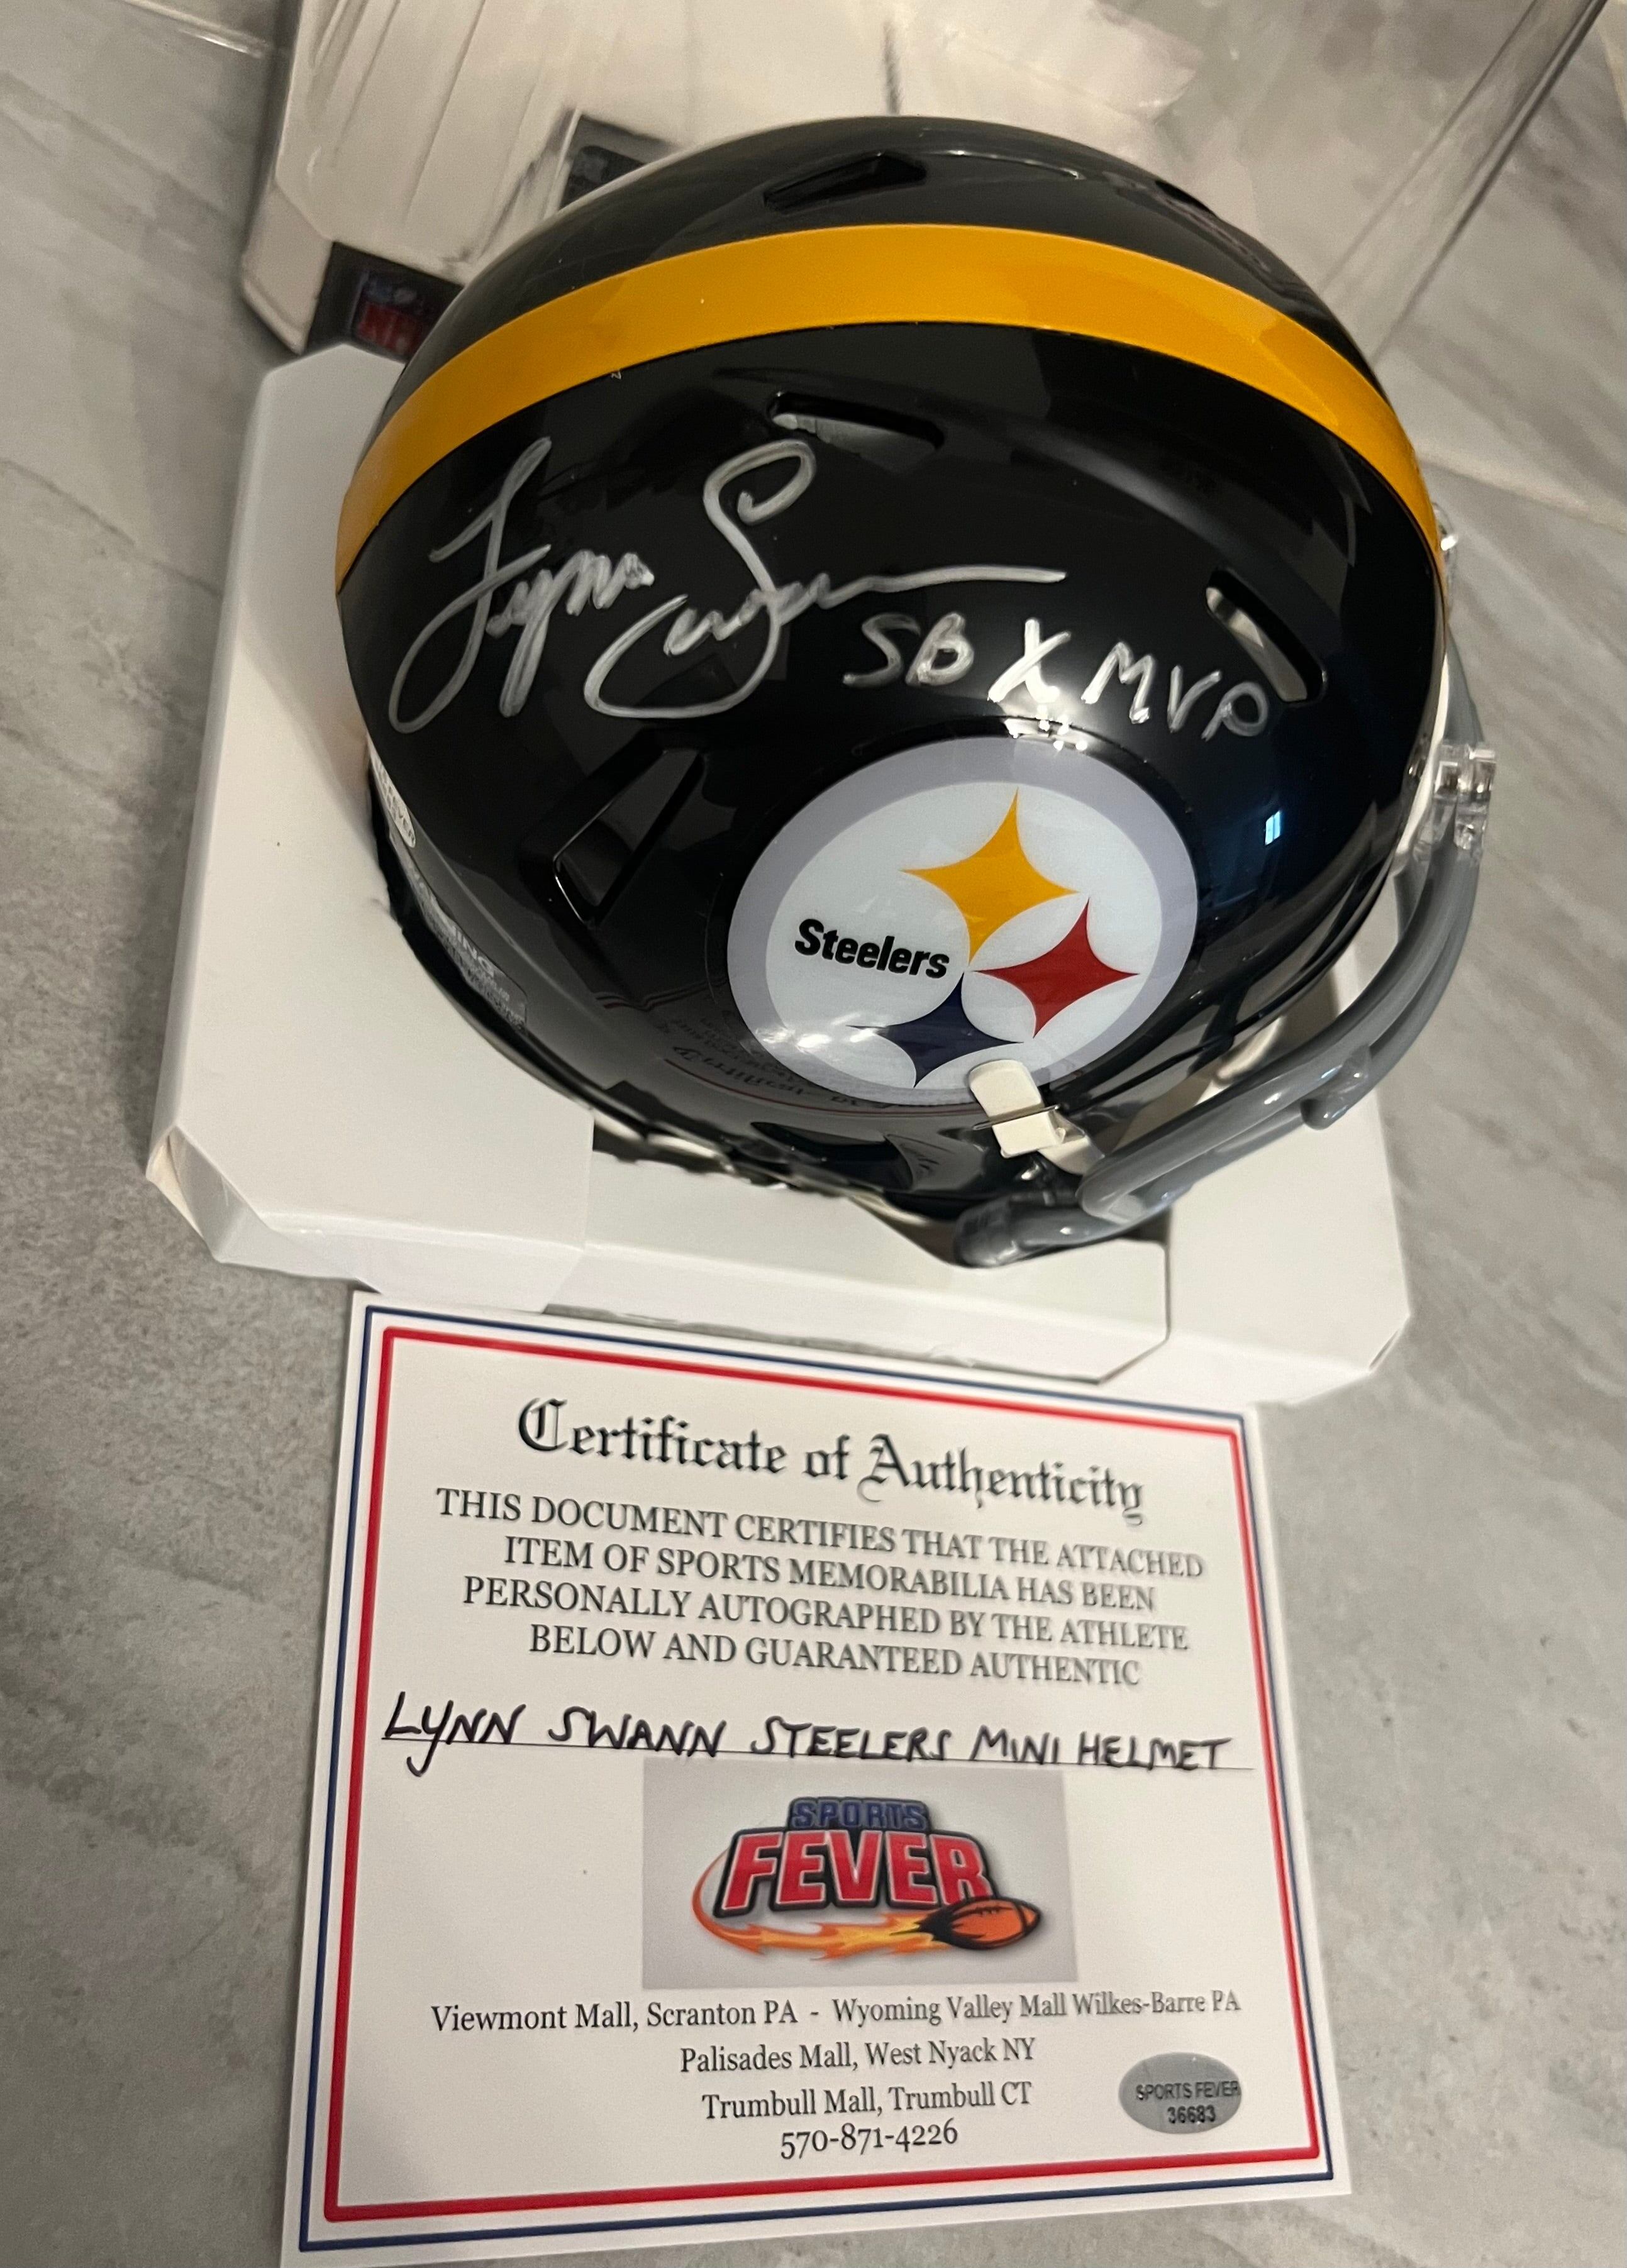 Lynn Swann
SB X MVP
Steelers
Certificate of Authenticity
THIS DOCUMENT CERTIFIES THAT THE ATTACHED
ITEM OF SPORTS MEMORABILIA HAS BEEN
PERSONALLY AUTOGRAPHED BY THE ATHLETE
BELOW AND GUARANTEED AUTHENTIC
LYNN SWANN STEELERS MINI HELMET
SPORTS
FEVER
Viewmont Mall, Scranton PA - Wyoming Valley Mall Wilkes-Barre PA
Palisades Mall, West Nyack NY
Trumbull Mall, Trumbull CT
570-871-4226
SPORTS FEVER
36683